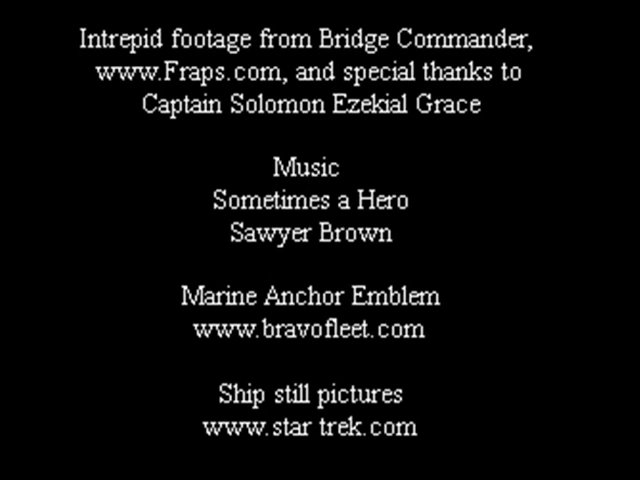 Intrepid footage from Bridge Commander,
www.Fraps.com, and special thanks to
Captain Solomon Ezekial Grace
Music
Sometimes a Hero
Sawyer Brown
Marine Anchor Emblem
www.bravofleet.com
Ship still pictures
www.star trek.com